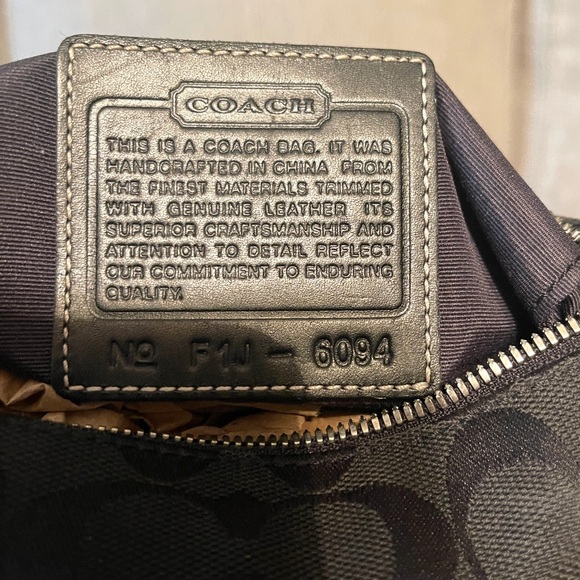 COACH
THIS IS A COACH BAG. IT WAS
HANDCRAFTED IN CHINA FROM
THE FINEST MATERIALS TRIMMED
WITH GENUINE LEATHER ITS
SUPERIOR CRAFTSMANSHIP AND
ATTENTION TO DETAIL REFLECT
OUR COMMITMENT TO ENDURING
QUALITY.
No F1J - 6094